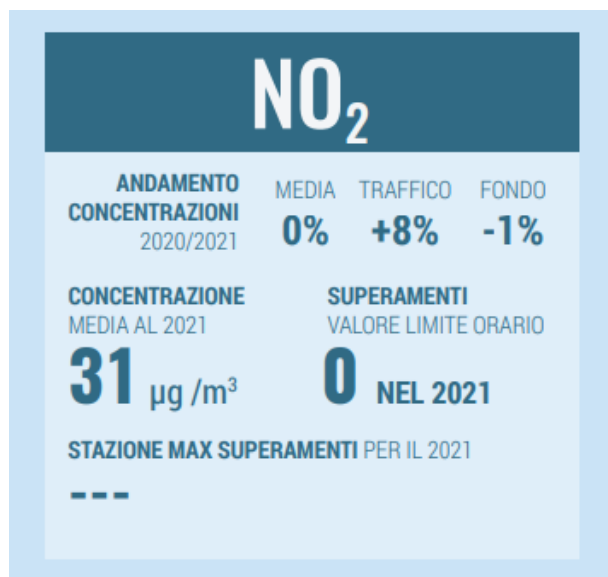 NO₂
ANDAMENTO CONCENTRAZIONI 2020/2021
MEDIA TRAFFICO FONDO
0% +8% -1%
CONCENTRAZIONE
MEDIA AL 2021
31 µg /m³
SUPERAMENTI
VALORE LIMITE ORARIO
0 NEL 2021
STAZIONE MAX SUPERAMENTI PER IL 2021
---